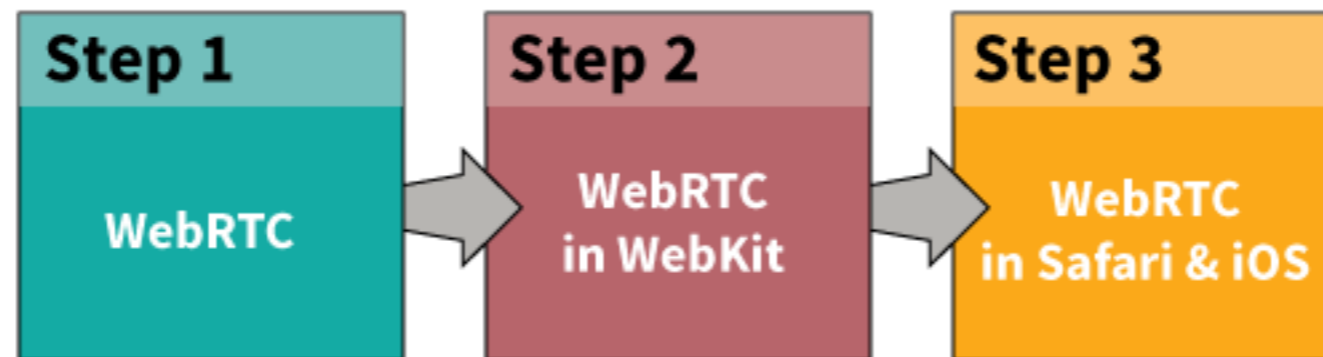 Step 1
WebRTC
Step 2
WebRTC
in WebKit
Step 3
WebRTC
in Safari & iOS